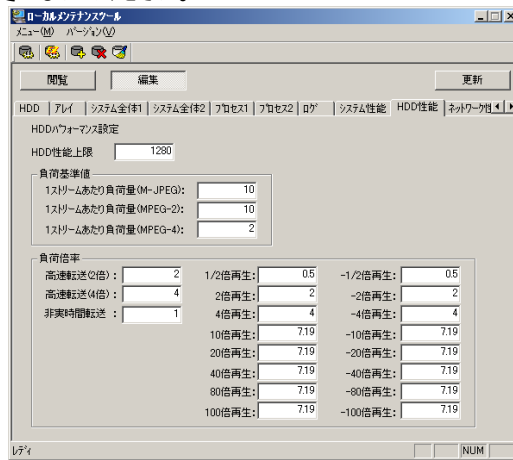 ローカルメンテナンスツール
メニュー(M) バージョン(V)
閲覧 編集 更新
HDD アレイ システム全体1 システム全体2 プロセス1 プロセス2 ログ システム性能 HDD性能 ネットワーク性
HDDパフォーマンス設定
HDD性能上限 1280
負荷基準値
1ストリームあたり負荷量(M-JPEG): 10
1ストリームあたり負荷量(MPEG-2): 10
1ストリームあたり負荷量(MPEG-4): 2
負荷倍率
高速転送(2倍) : 2 1/2倍再生: 0.5 -1/2倍再生: 0.5
高速転送(4倍) : 4 2倍再生: 2 -2倍再生: 2
非実時間転送 : 1 4倍再生: 4 -4倍再生: 4
10倍再生: 7.19 -10倍再生: 7.19
20倍再生: 7.19 -20倍再生: 7.19
40倍再生: 7.19 -40倍再生: 7.19
80倍再生: 7.19 -80倍再生: 7.19
100倍再生: 7.19 -100倍再生: 7.19
レディ NUM